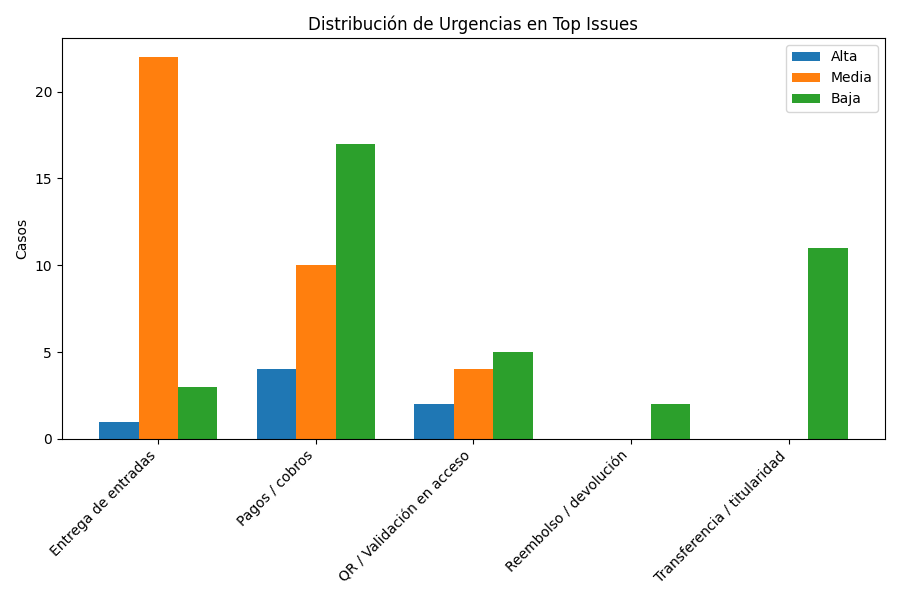 Distribución de Urgencias en Top Issues
Alta
Media
Baja
Casos
20
15
10
5
0
Entrega de entradas
Pagos / cobros
QR / Validación en acceso
Reembolso / devolución
Transferencia / titularidad